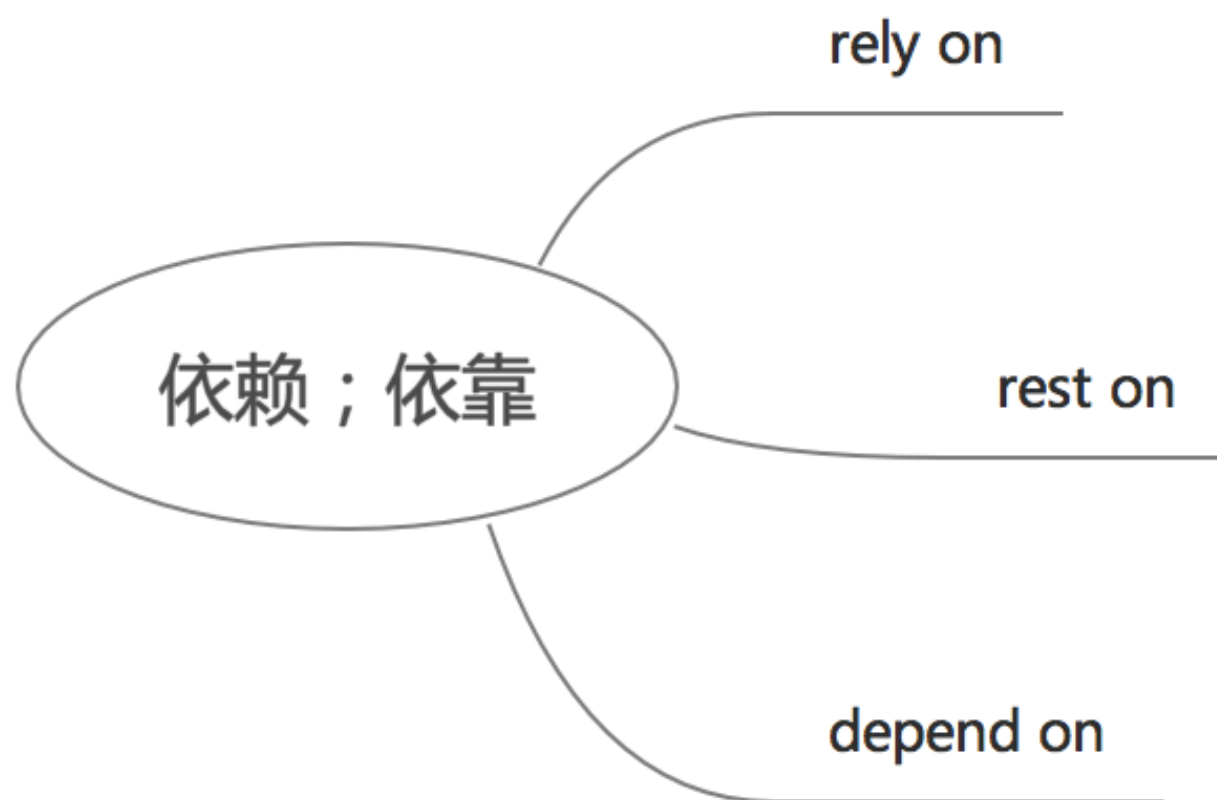 rely on
依赖；依靠
rest on
depend on